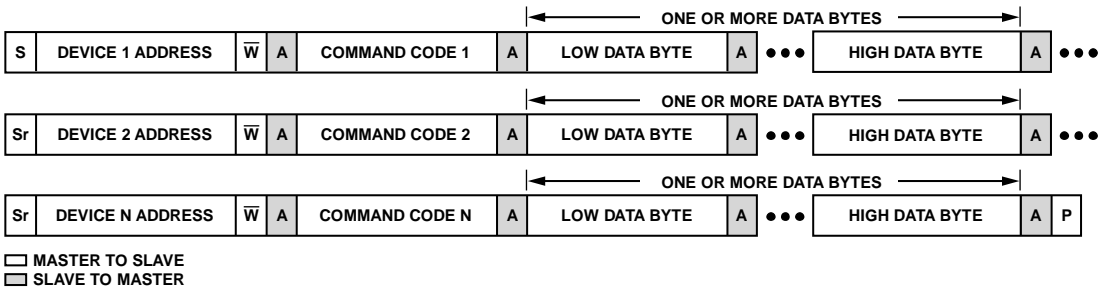 ONE OR MORE DATA BYTES
S DEVICE 1 ADDRESS W̅ A COMMAND CODE 1 A LOW DATA BYTE A ●●● HIGH DATA BYTE A ●●●
ONE OR MORE DATA BYTES
Sr DEVICE 2 ADDRESS W̅ A COMMAND CODE 2 A LOW DATA BYTE A ●●● HIGH DATA BYTE A ●●●
ONE OR MORE DATA BYTES
Sr DEVICE N ADDRESS W̅ A COMMAND CODE N A LOW DATA BYTE A ●●● HIGH DATA BYTE A P
MASTER TO SLAVE
SLAVE TO MASTER